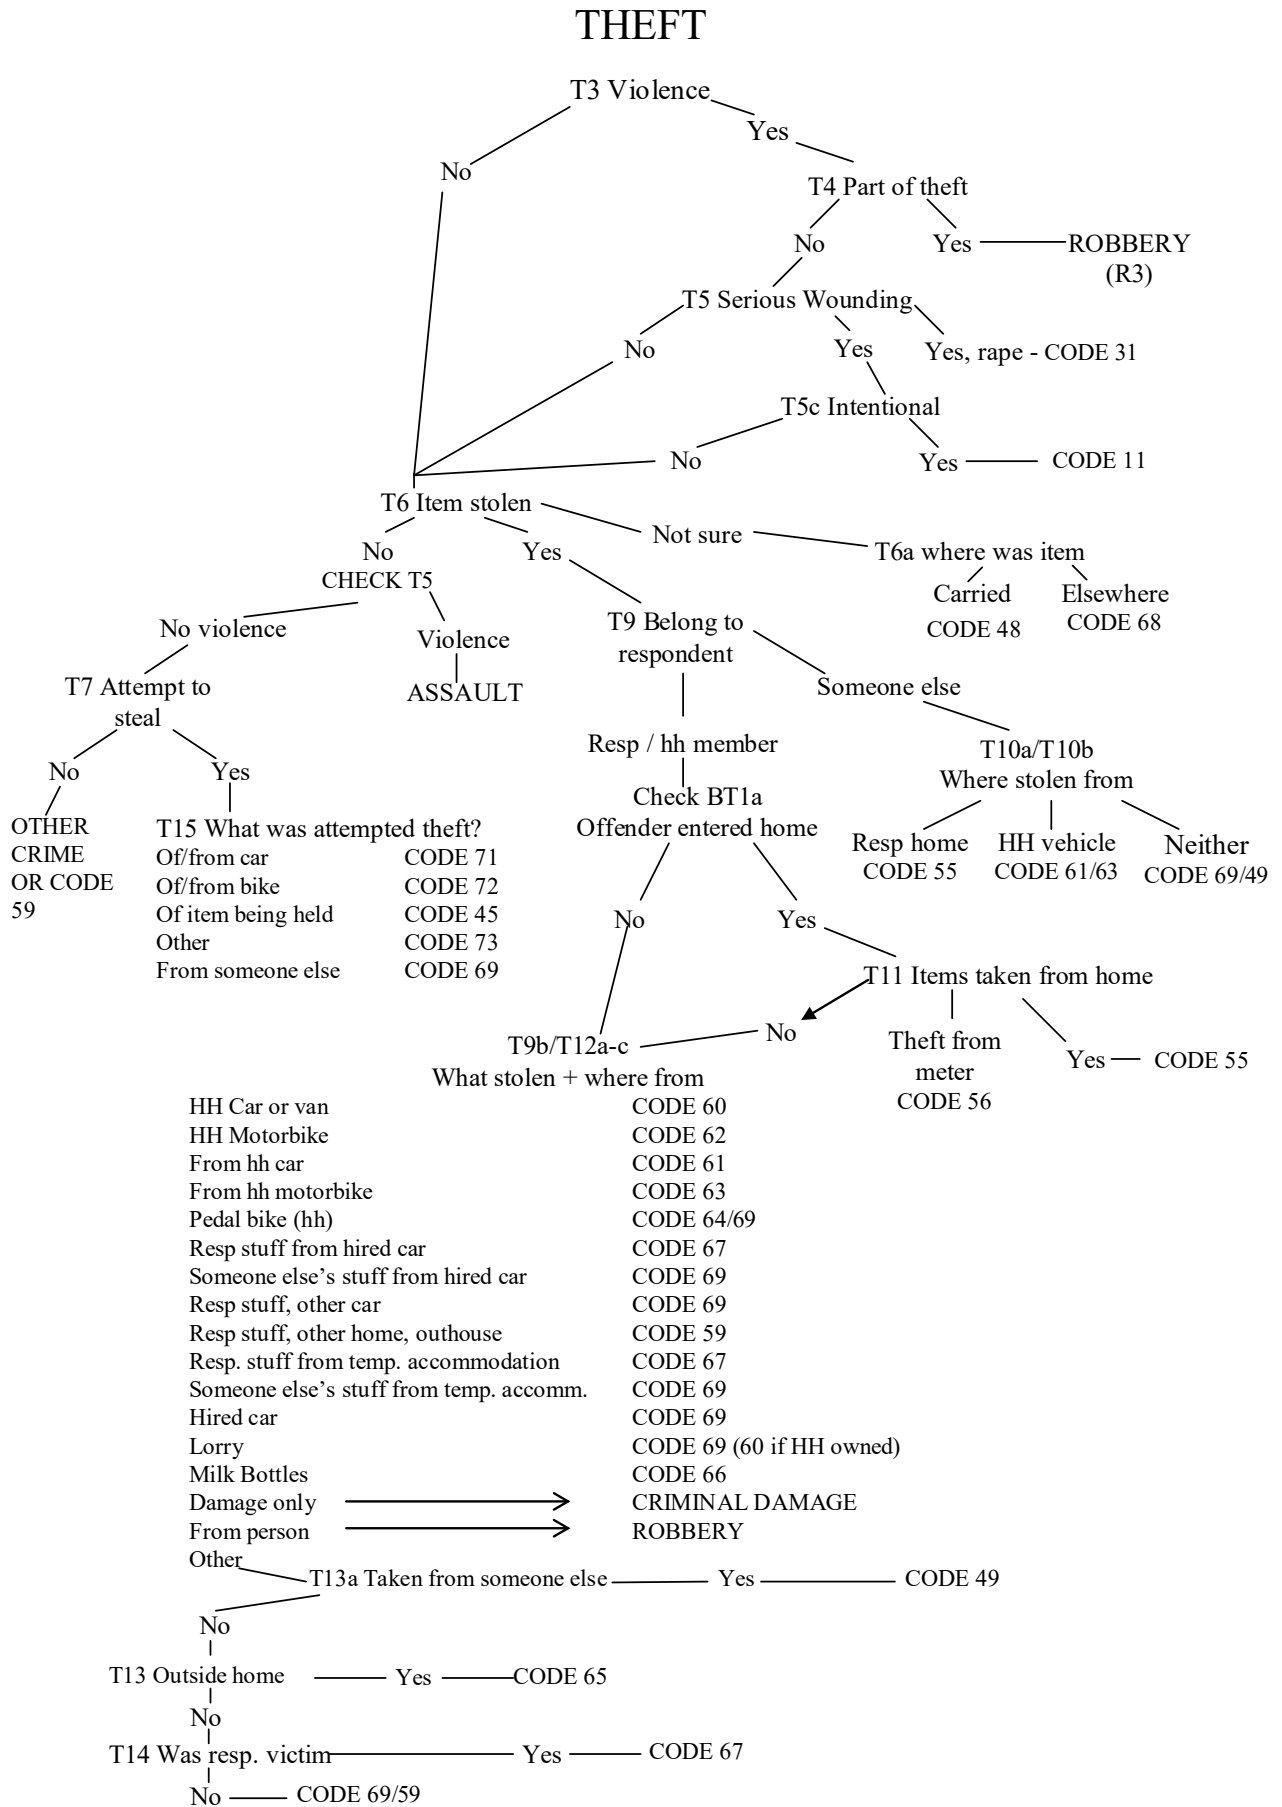 THEFT
T3 Violence
Yes
No
T4 Part of theft
No
Yes
ROBBERY
(R3)
T5 Serious Wounding
No
Yes
Yes, rape - CODE 31
T5c Intentional
No
Yes
CODE 11
T6 Item stolen
Not sure
No
Yes
T6a where was item
CHECK T5
Carried
Elsewhere
CODE 48
CODE 68
No violence
Violence
T9 Belong to
respondent
T7 Attempt to
steal
ASSAULT
Someone else
Resp / hh member
T10a/T10b
Where stolen from
No
Yes
Check BT1a
Offender entered home
OTHER
CRIME
OR CODE
59
T15 What was attempted theft?
Of/from car CODE 71
Of/from bike CODE 72
Of item being held CODE 45
Other CODE 73
From someone else CODE 69
Resp home
CODE 55
HH vehicle
CODE 61/63
Neither
CODE 69/49
No
Yes
T11 Items taken from home
No
Theft from
meter
CODE 56
Yes
CODE 55
T9b/T12a-c
What stolen + where from
HH Car or van CODE 60
HH Motorbike CODE 62
From hh car CODE 61
From hh motorbike CODE 63
Pedal bike (hh) CODE 64/69
Resp stuff from hired car CODE 67
Someone else’s stuff from hired car CODE 69
Resp stuff, other car CODE 69
Resp stuff, other home, outhouse CODE 59
Resp. stuff from temp. accommodation CODE 67
Someone else’s stuff from temp. accomm. CODE 69
Hired car CODE 69
Lorry CODE 69 (60 if HH owned)
Milk Bottles CODE 66
Damage only CRIMINAL DAMAGE
From person ROBBERY
Other
T13a Taken from someone else Yes CODE 49
No
T13 Outside home Yes CODE 65
No
T14 Was resp. victim Yes CODE 67
No CODE 69/59